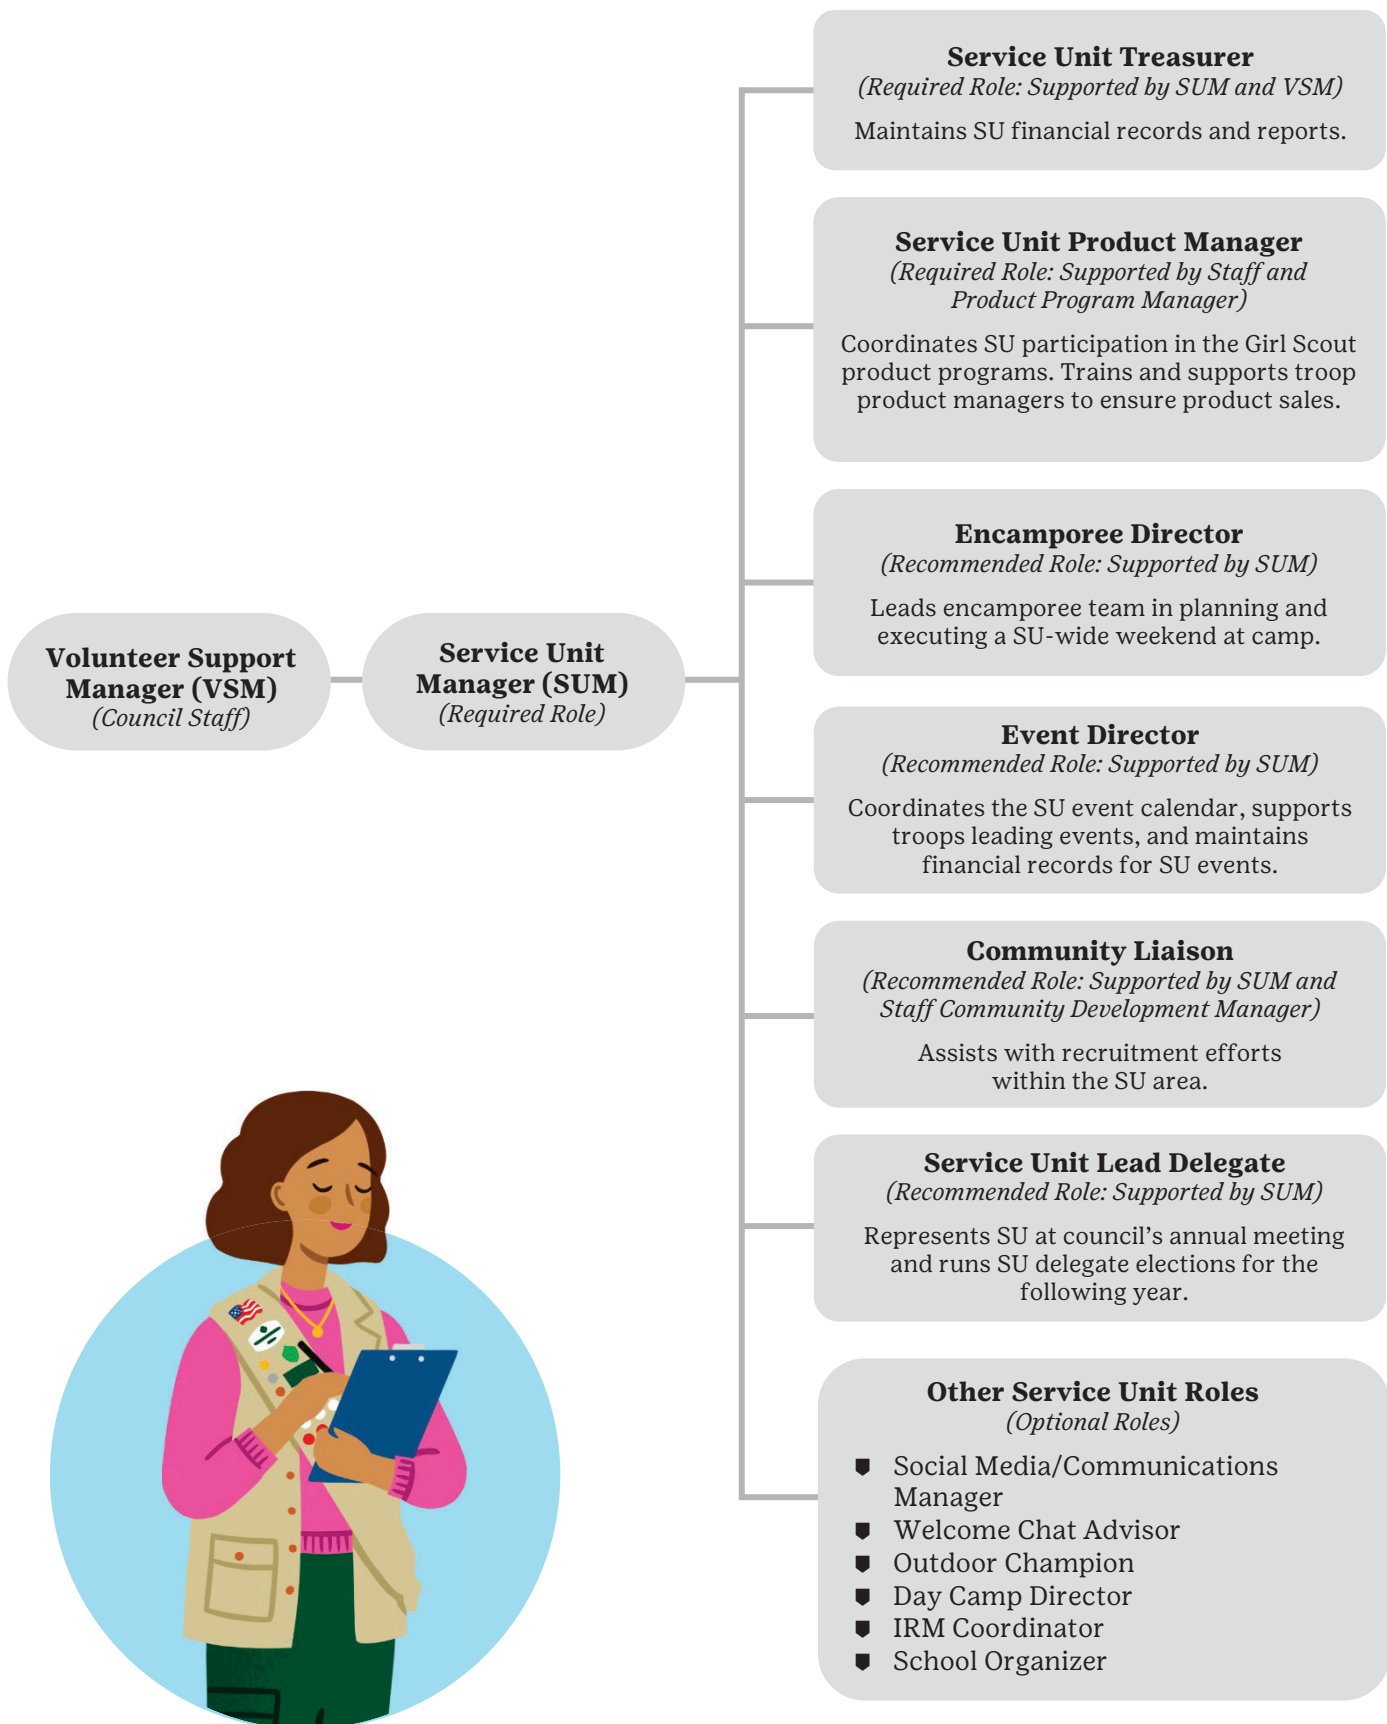 Service Unit Treasurer
(Required Role: Supported by SUM and VSM)
Maintains SU financial records and reports.
Service Unit Product Manager
(Required Role: Supported by Staff and
Product Program Manager)
Coordinates SU participation in the Girl Scout
product programs. Trains and supports troop
product managers to ensure product sales.
Encamporee Director
(Recommended Role: Supported by SUM)
Leads encamporee team in planning and
executing a SU-wide weekend at camp.
Volunteer Support
Manager (VSM)
(Council Staff)
Service Unit
Manager (SUM)
(Required Role)
Event Director
(Recommended Role: Supported by SUM)
Coordinates the SU event calendar, supports
troops leading events, and maintains
financial records for SU events.
Community Liaison
(Recommended Role: Supported by SUM and
Staff Community Development Manager)
Assists with recruitment efforts
within the SU area.
Service Unit Lead Delegate
(Recommended Role: Supported by SUM)
Represents SU at council’s annual meeting
and runs SU delegate elections for the
following year.
Other Service Unit Roles
(Optional Roles)
Social Media/Communications
Manager
Welcome Chat Advisor
Outdoor Champion
Day Camp Director
IRM Coordinator
School Organizer